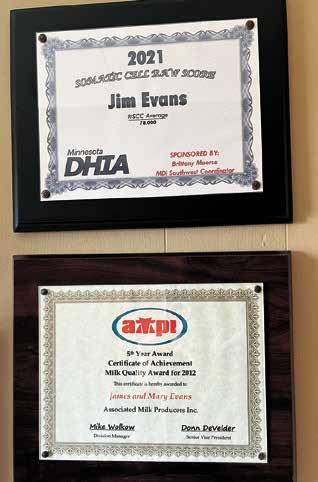 2021
SOMATIC CELL RAW SCORE
Jim Evans
RSCC Average
78,000
Minnesota
DHIA
SPONSORED BY:
Brittany Moorse
MDI Southwest Coordinator
ampi
5th Year Award
Certificate of Achievement
Milk Quality Award for 2012
This certificate is hereby awarded to
James and Mary Evans
Associated Milk Producers Inc.
Mike Wolkow Donn DeVelder
Division Manager Senior Vice President